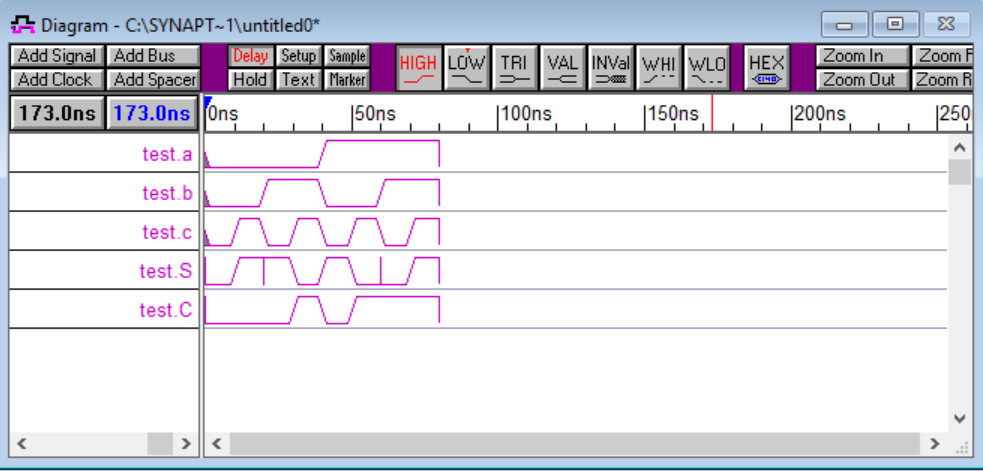 Diagram - C:\SYNAPT~1\untitled0*
Add Signal Add Bus Delay Setup Sample HIGH LOW TRI VAL INVal WHI WLO HEX Zoom In Zoom F
Add Clock Add Spacer Hold Text Marker Zoom Out Zoom R
173.0ns 173.0ns 0ns 50ns 100ns 150ns 200ns 250
test.a
test.b
test.c
test.S
test.C